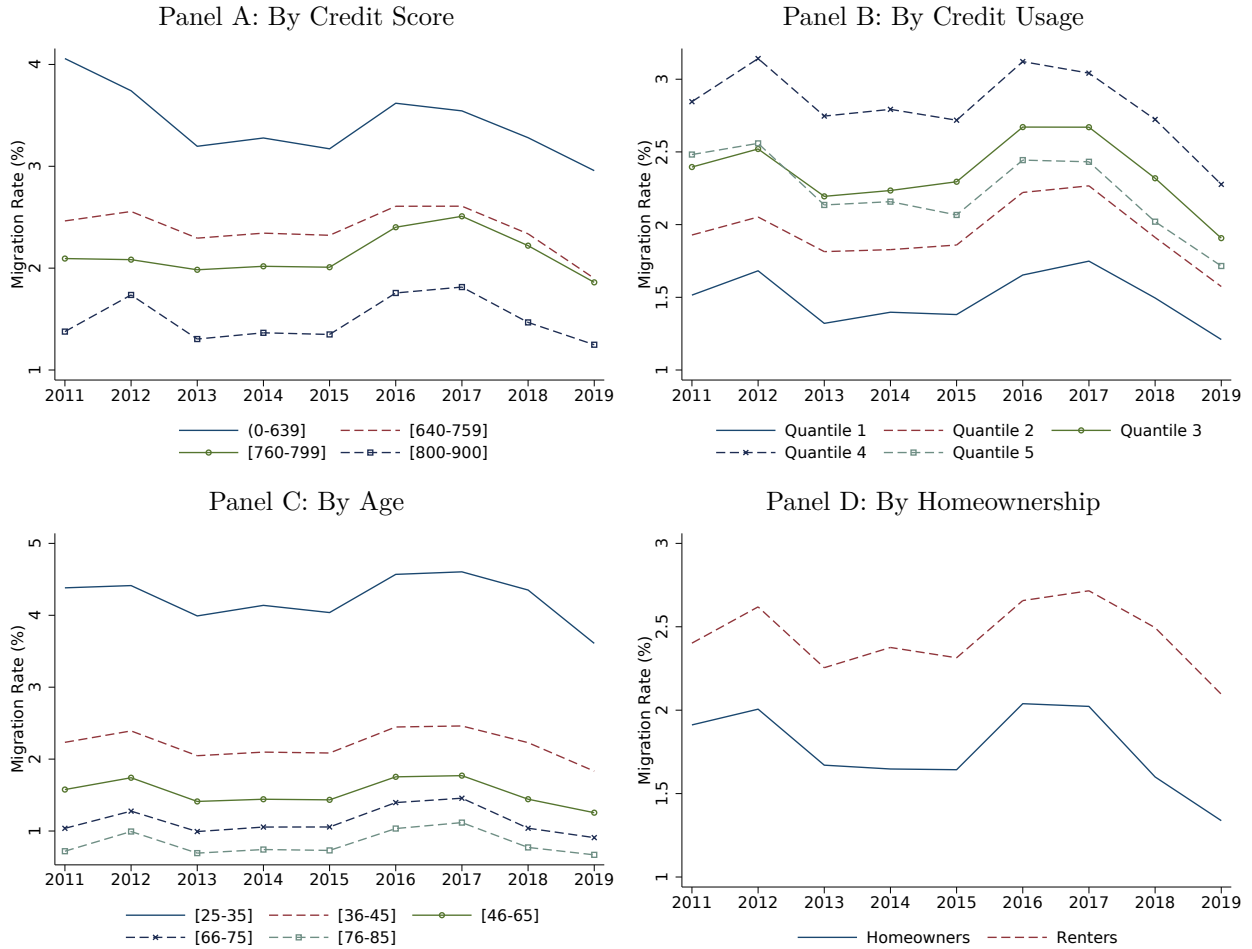 Panel A: By Credit Score
Migration Rate (%)
4
3
2
1
2011 2012 2013 2014 2015 2016 2017 2018 2019
(0-639] [640-759]
[760-799] [800-900]
Panel B: By Credit Usage
Migration Rate (%)
3
2.5
2
1.5
1
2011 2012 2013 2014 2015 2016 2017 2018 2019
Quantile 1 Quantile 2 Quantile 3
Quantile 4 Quantile 5
Panel C: By Age
Migration Rate (%)
5
4
3
2
1
2011 2012 2013 2014 2015 2016 2017 2018 2019
[25-35] [36-45] [46-65]
[66-75] [76-85]
Panel D: By Homeownership
Migration Rate (%)
3
2.5
2
1.5
1
2011 2012 2013 2014 2015 2016 2017 2018 2019
Homeowners Renters